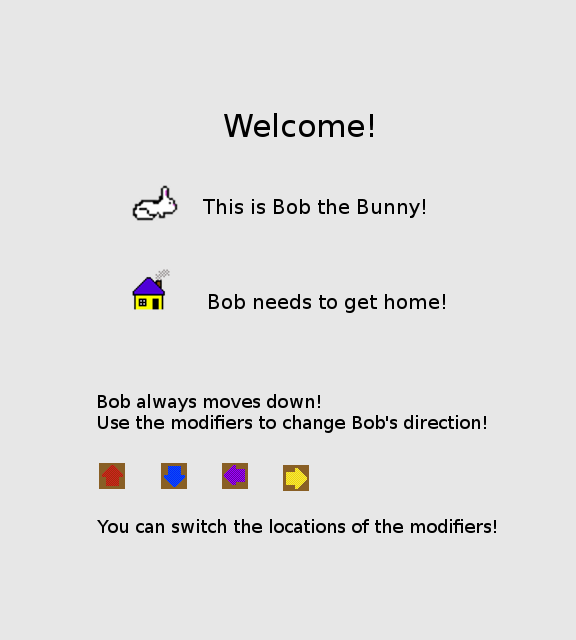 Welcome!
This is Bob the Bunny!
Bob needs to get home!
Bob always moves down!
Use the modifiers to change Bob's direction!
You can switch the locations of the modifiers!